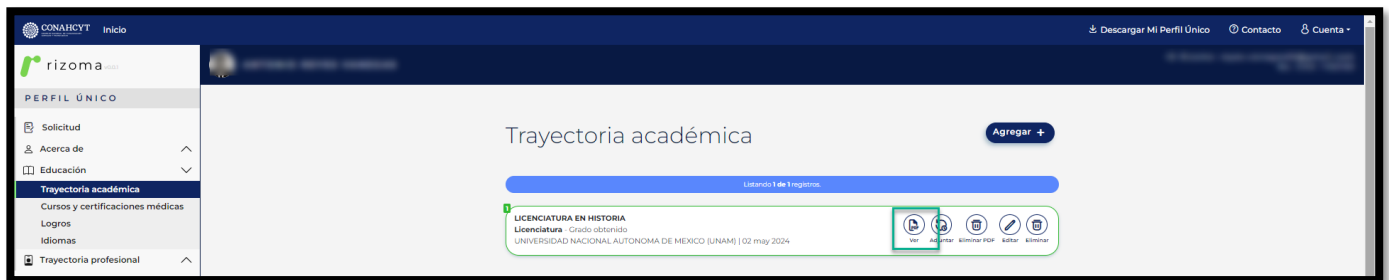 CONAHCYT Inicio Descargar Mi Perfil Único Contacto Cuenta
rizoma
PERFIL ÚNICO
Solicitud
Acerca de
Educación
Trayectoria académica
Cursos y certificaciones médicas
Logros
Idiomas
Trayectoria profesional
Trayectoria académica
Agregar +
Listando 1 de 1 registros.
1
LICENCIATURA EN HISTORIA
Licenciatura - Grado obtenido
UNIVERSIDAD NACIONAL AUTONOMA DE MEXICO (UNAM) | 02 may 2024
Ver Adjuntar Eliminar PDF Editar Eliminar